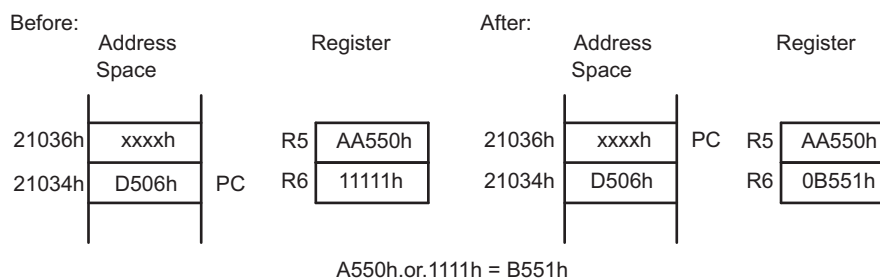 Before:
Address Space
Register
21036h xxxxh
R5 AA550h
21034h D506h PC
R6 11111h
After:
Address Space
Register
21036h xxxxh PC
R5 AA550h
21034h D506h
R6 0B551h
A550h.or.1111h = B551h